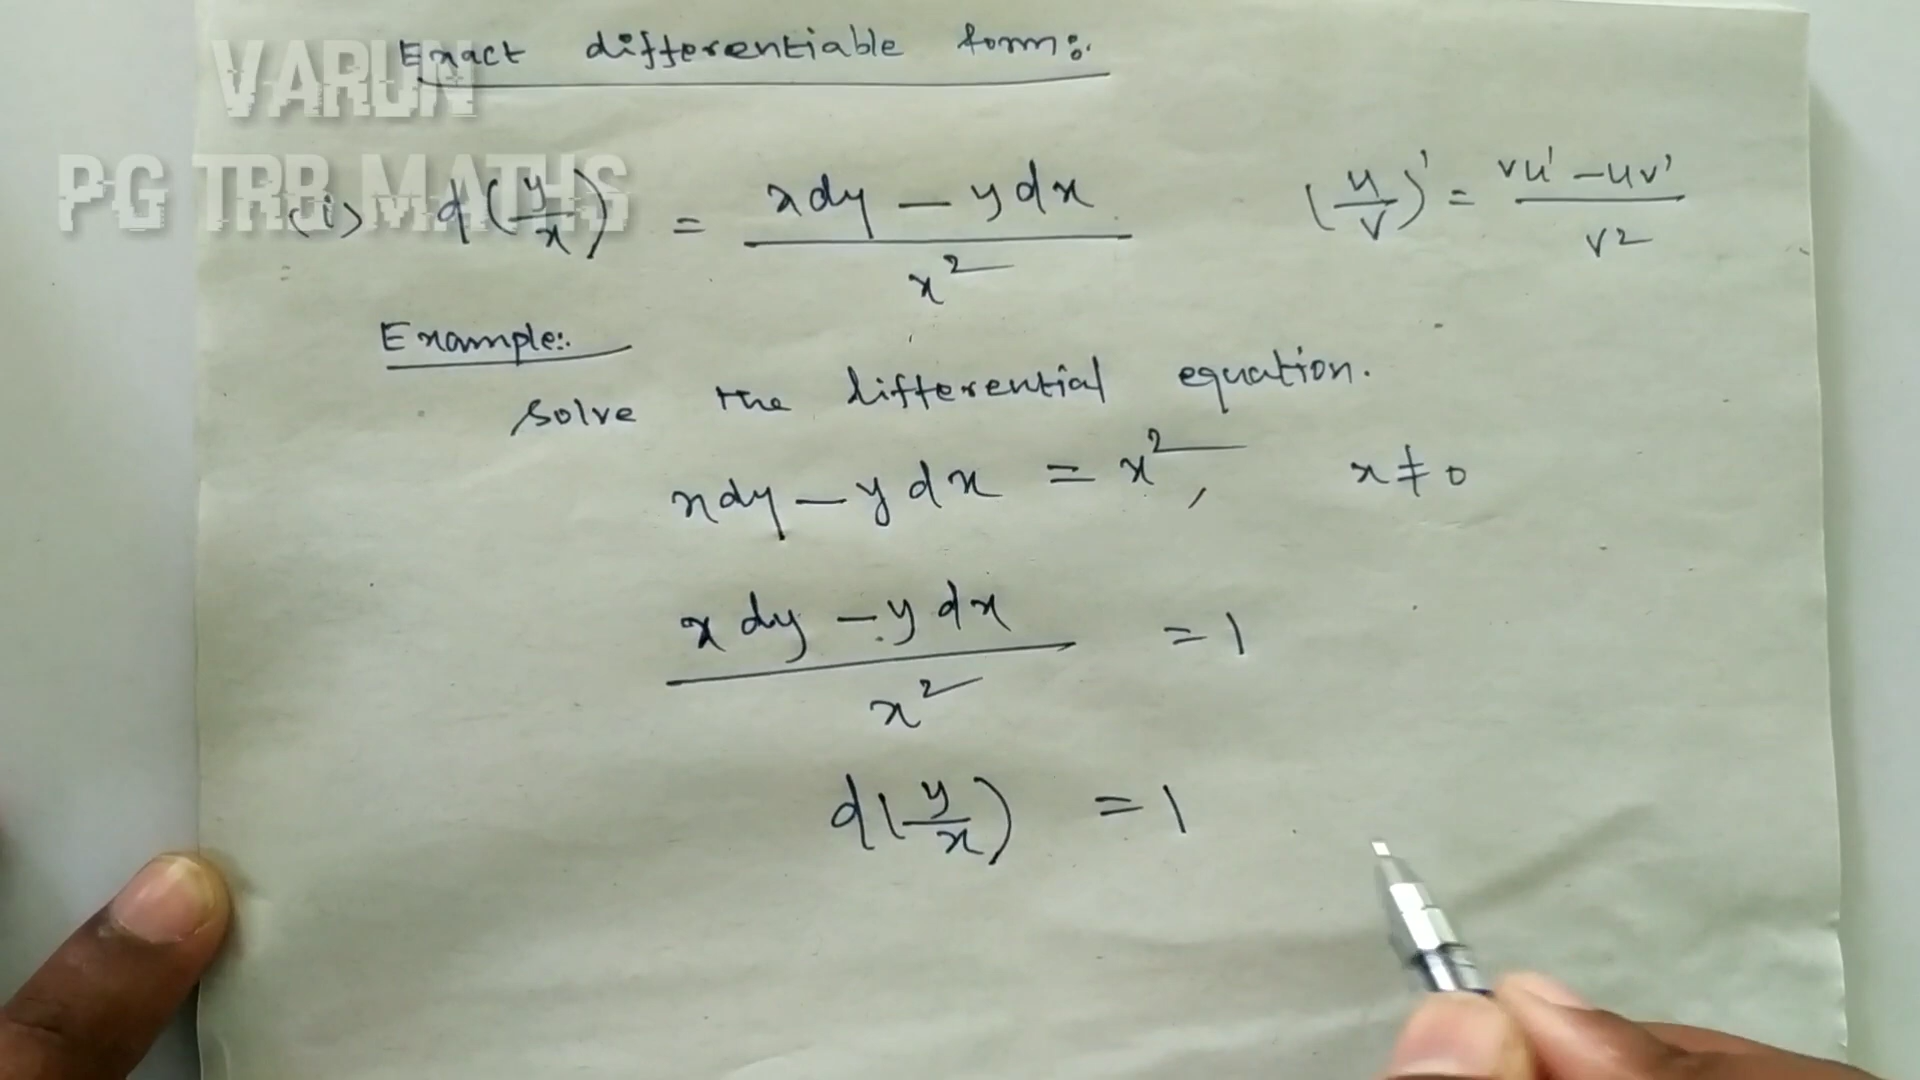 VARUN
PG TRB MATHS
Exact differentiable form:.
(i) d(y/x) = x dy - y dx / x² (u/v)' = vu' - uv' / v²
Example:.
Solve the differential equation.
x dy - y dx = x², x ≠ 0
x dy - y dx / x² = 1
d(y/x) = 1